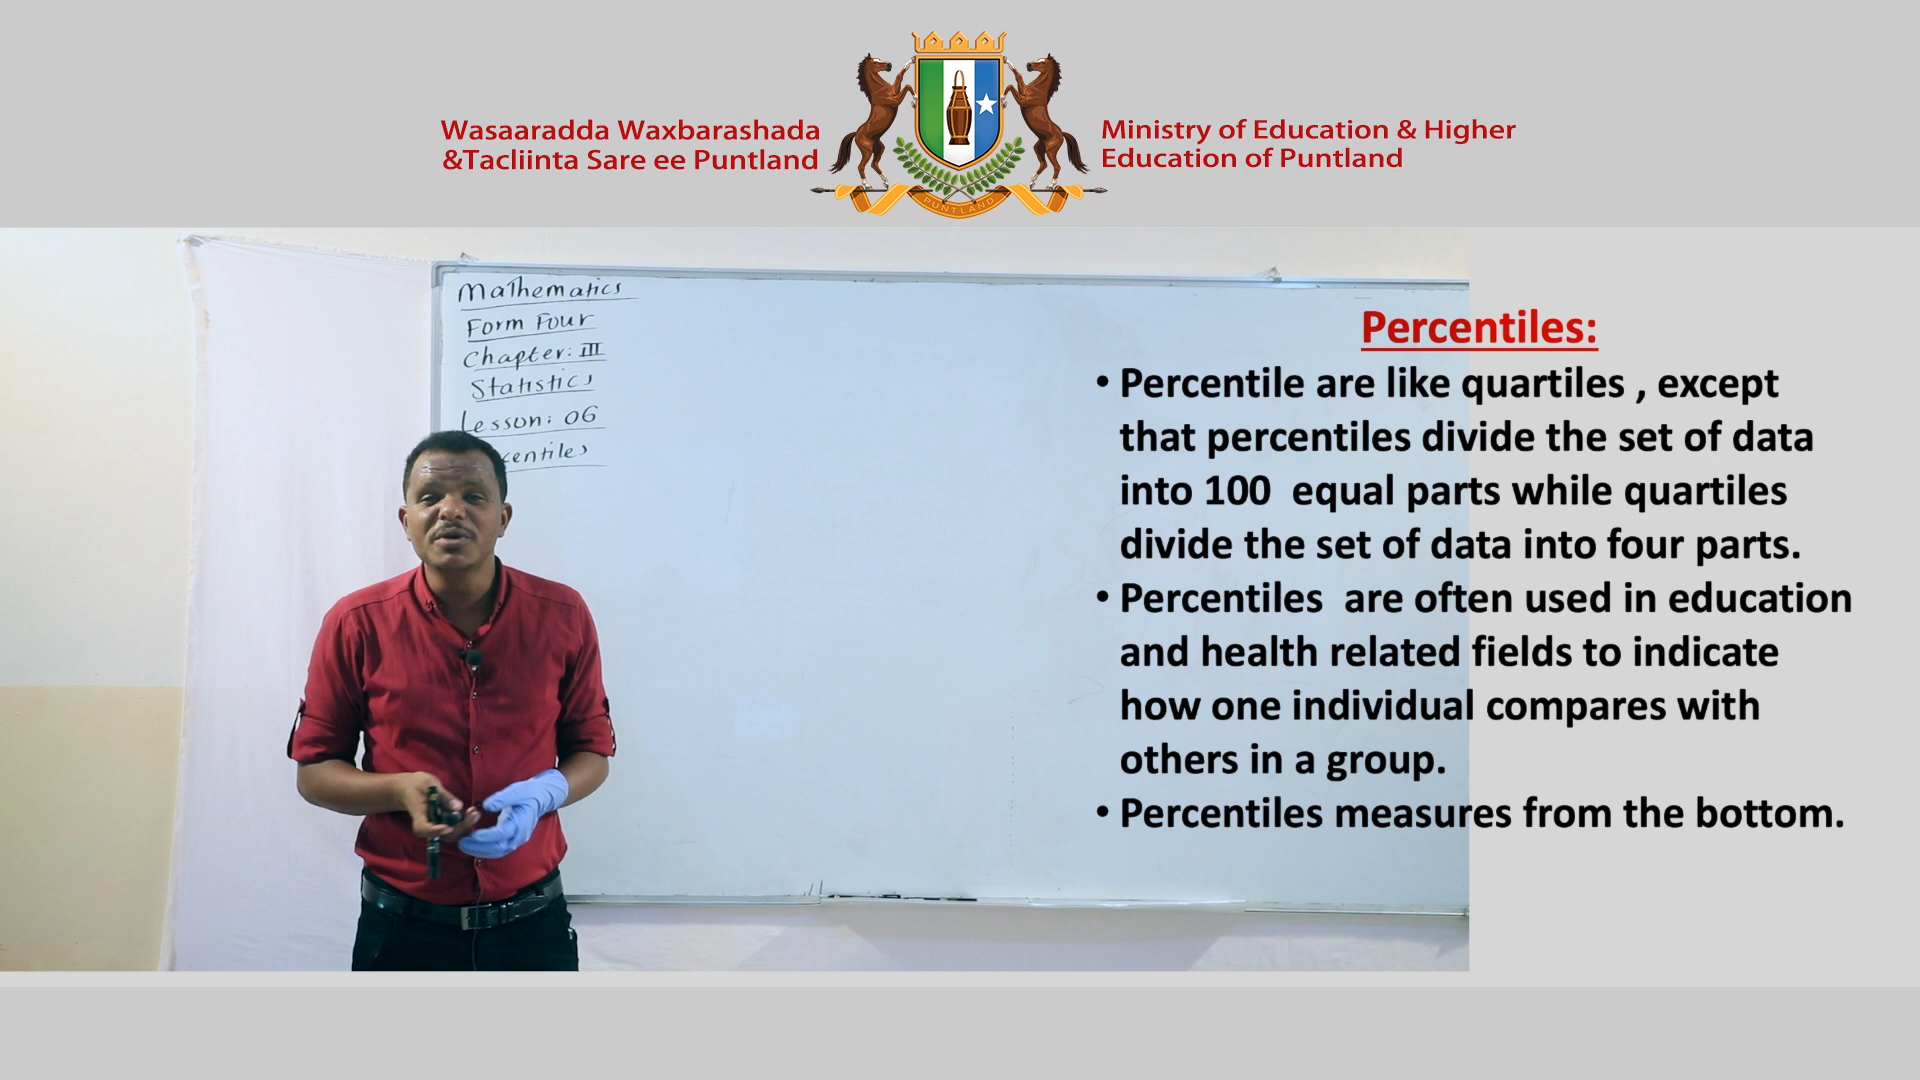 Wasaaradda Waxbarashada
&Tacliinta Sare ee Puntland
PUNTLAND
Ministry of Education & Higher
Education of Puntland
Mathematics
Form Four
Chapter: III
Statistics
Lesson: 06
centiles
Percentiles:
• Percentile are like quartiles , except
that percentiles divide the set of data
into 100 equal parts while quartiles
divide the set of data into four parts.
• Percentiles are often used in education
and health related fields to indicate
how one individual compares with
others in a group.
• Percentiles measures from the bottom.